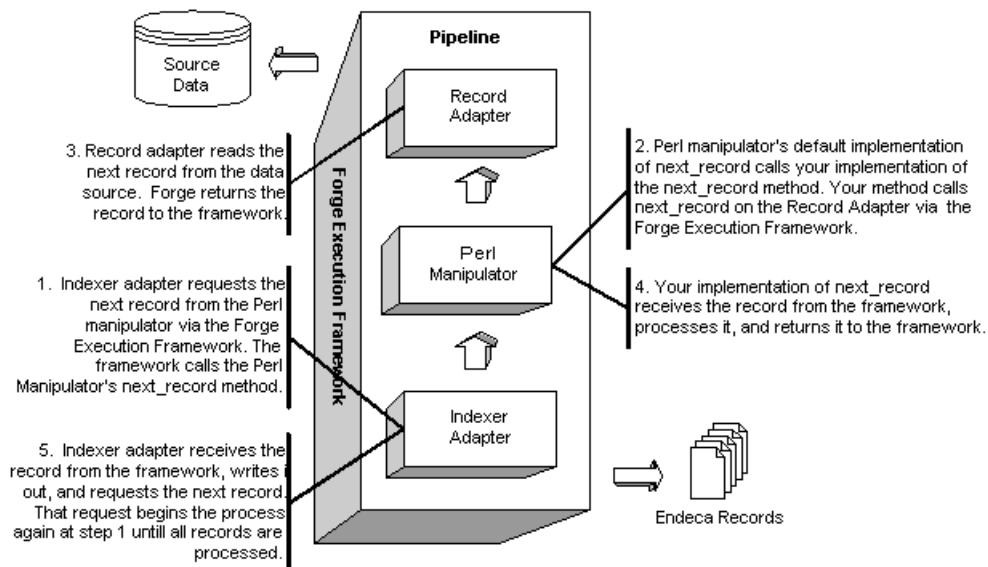 Pipeline
Source
Data
Record
Adapter
3. Record adapter reads the
next record from the data
source. Forge returns the
record to the framework.
2. Perl manipulator's default implementation
of next_record calls your implementation of
the next_record method. Your method calls
next_record on the Record Adapter via the
Forge Execution Framework.
Forge Execution Framework
Perl
Manipulator
1. Indexer adapter requests the
next record from the Perl
manipulator via the Forge
Execution Framework. The
framework calls the Perl
Manipulator's next_record method.
4. Your implementation of next_record
receives the record from the framework,
processes it, and returns it to the framework.
Indexer
Adapter
5. Indexer adapter receives the
record from the framework, writes it
out, and requests the next record.
That request begins the process
again at step 1 untill all records are
processed.
Endeca Records